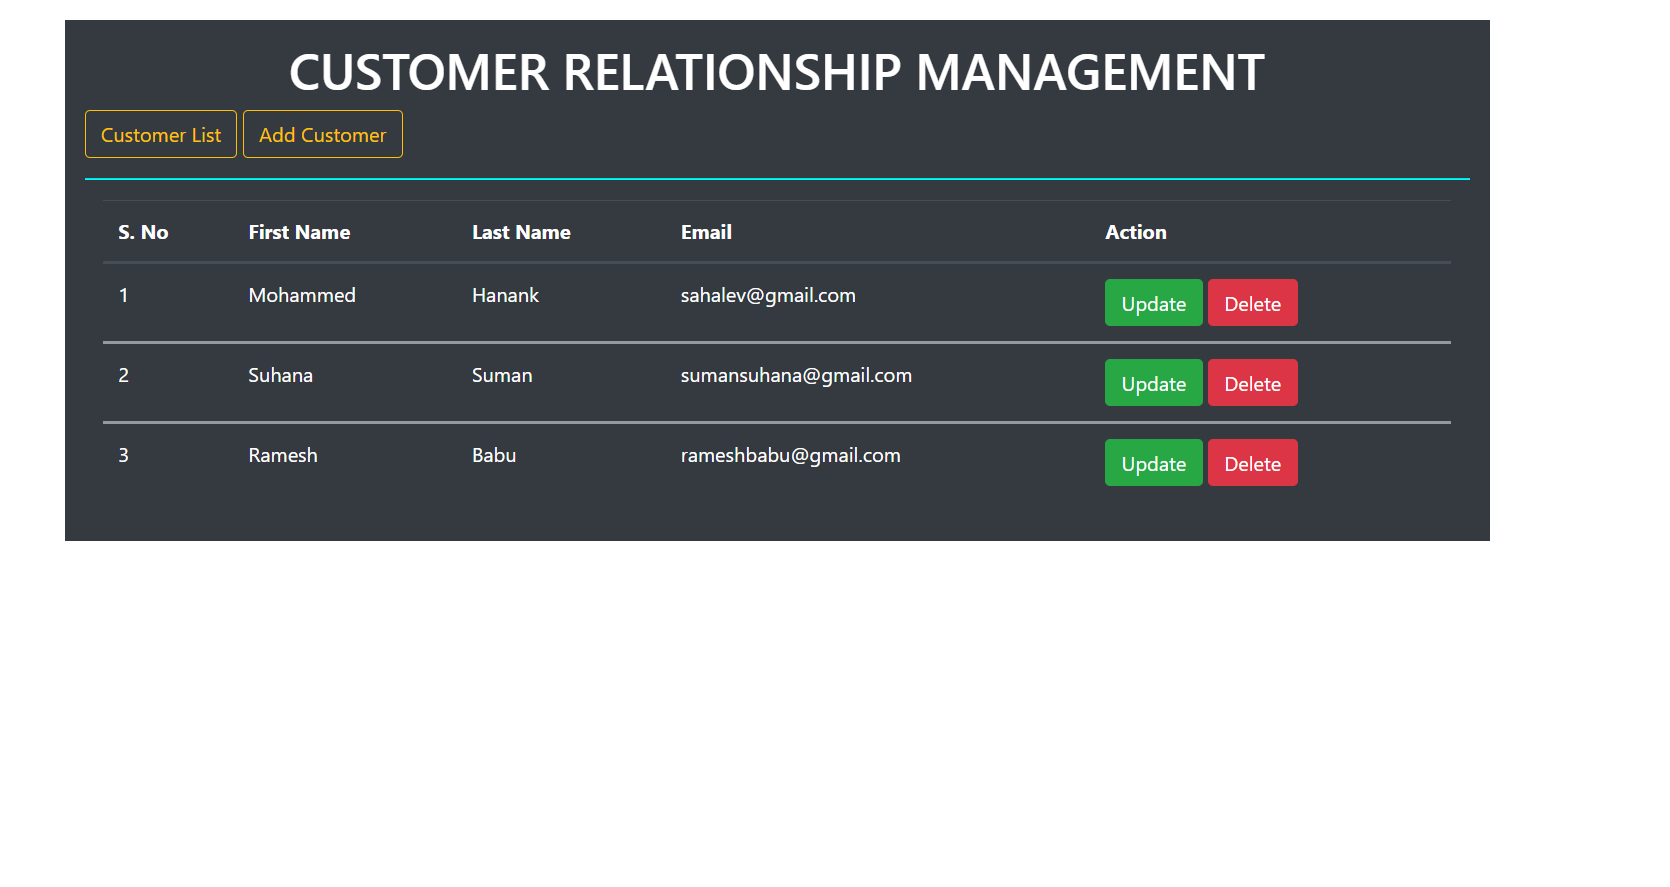 CUSTOMER RELATIONSHIP MANAGEMENT
Customer List Add Customer
S. No First Name Last Name Email Action
1 Mohammed Hanank sahalev@gmail.com Update Delete
2 Suhana Suman sumansuhana@gmail.com Update Delete
3 Ramesh Babu rameshbabu@gmail.com Update Delete